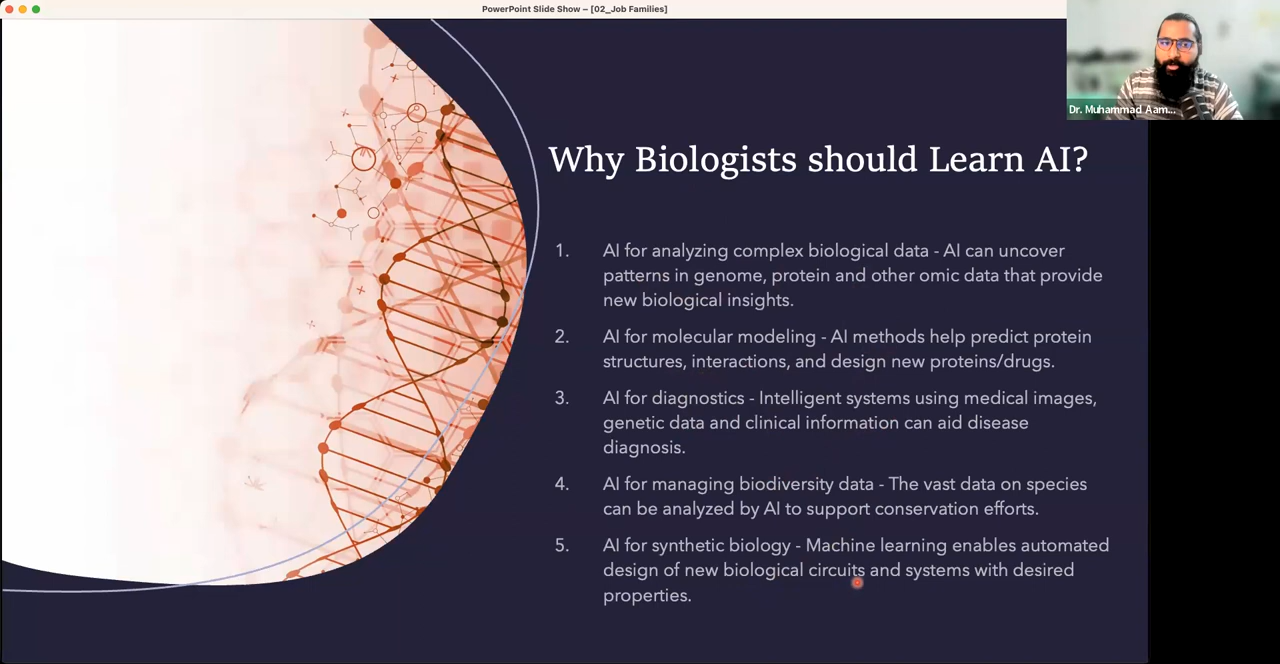 PowerPoint Slide Show – [02_Job Families]
Dr. Muhammad Aam...
Why Biologists should Learn AI?
1. AI for analyzing complex biological data - AI can uncover
patterns in genome, protein and other omic data that provide
new biological insights.
2. AI for molecular modeling - AI methods help predict protein
structures, interactions, and design new proteins/drugs.
3. AI for diagnostics - Intelligent systems using medical images,
genetic data and clinical information can aid disease
diagnosis.
4. AI for managing biodiversity data - The vast data on species
can be analyzed by AI to support conservation efforts.
5. AI for synthetic biology - Machine learning enables automated
design of new biological circuits and systems with desired
properties.